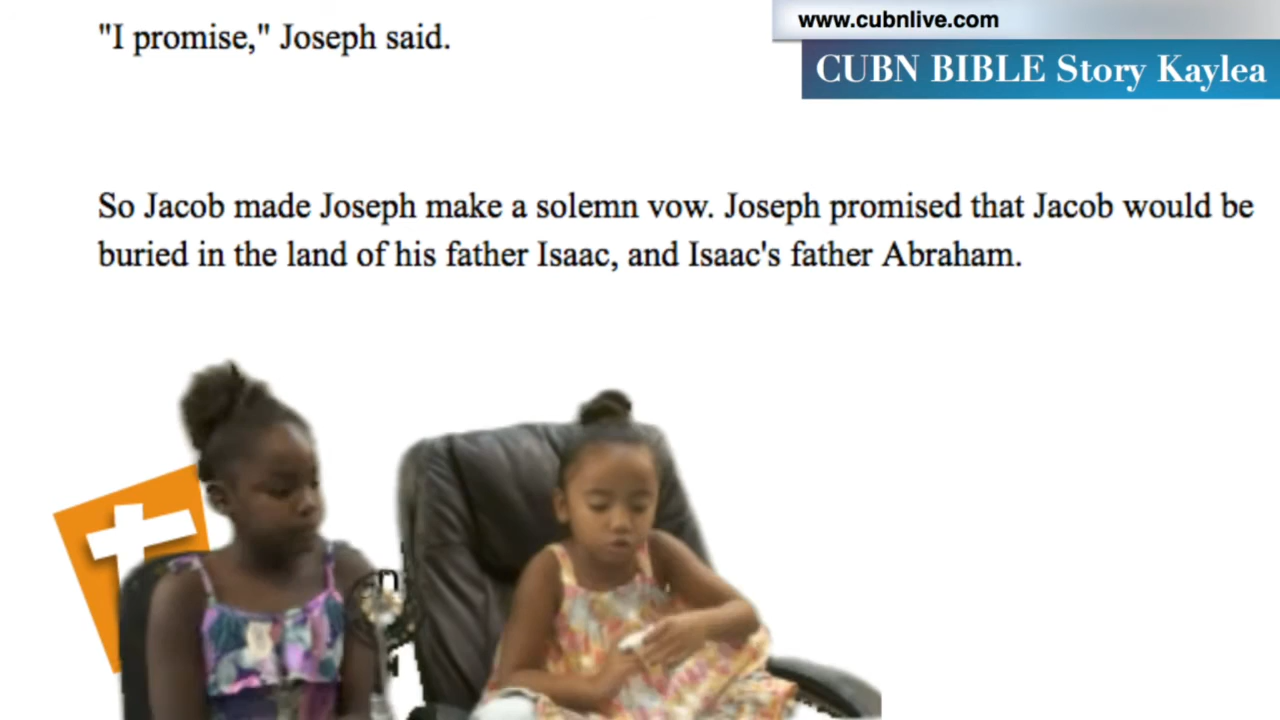 www.cubnlive.com
"I promise," Joseph said.
CUBN BIBLE Story Kaylea
So Jacob made Joseph make a solemn vow. Joseph promised that Jacob would be
buried in the land of his father Isaac, and Isaac's father Abraham.